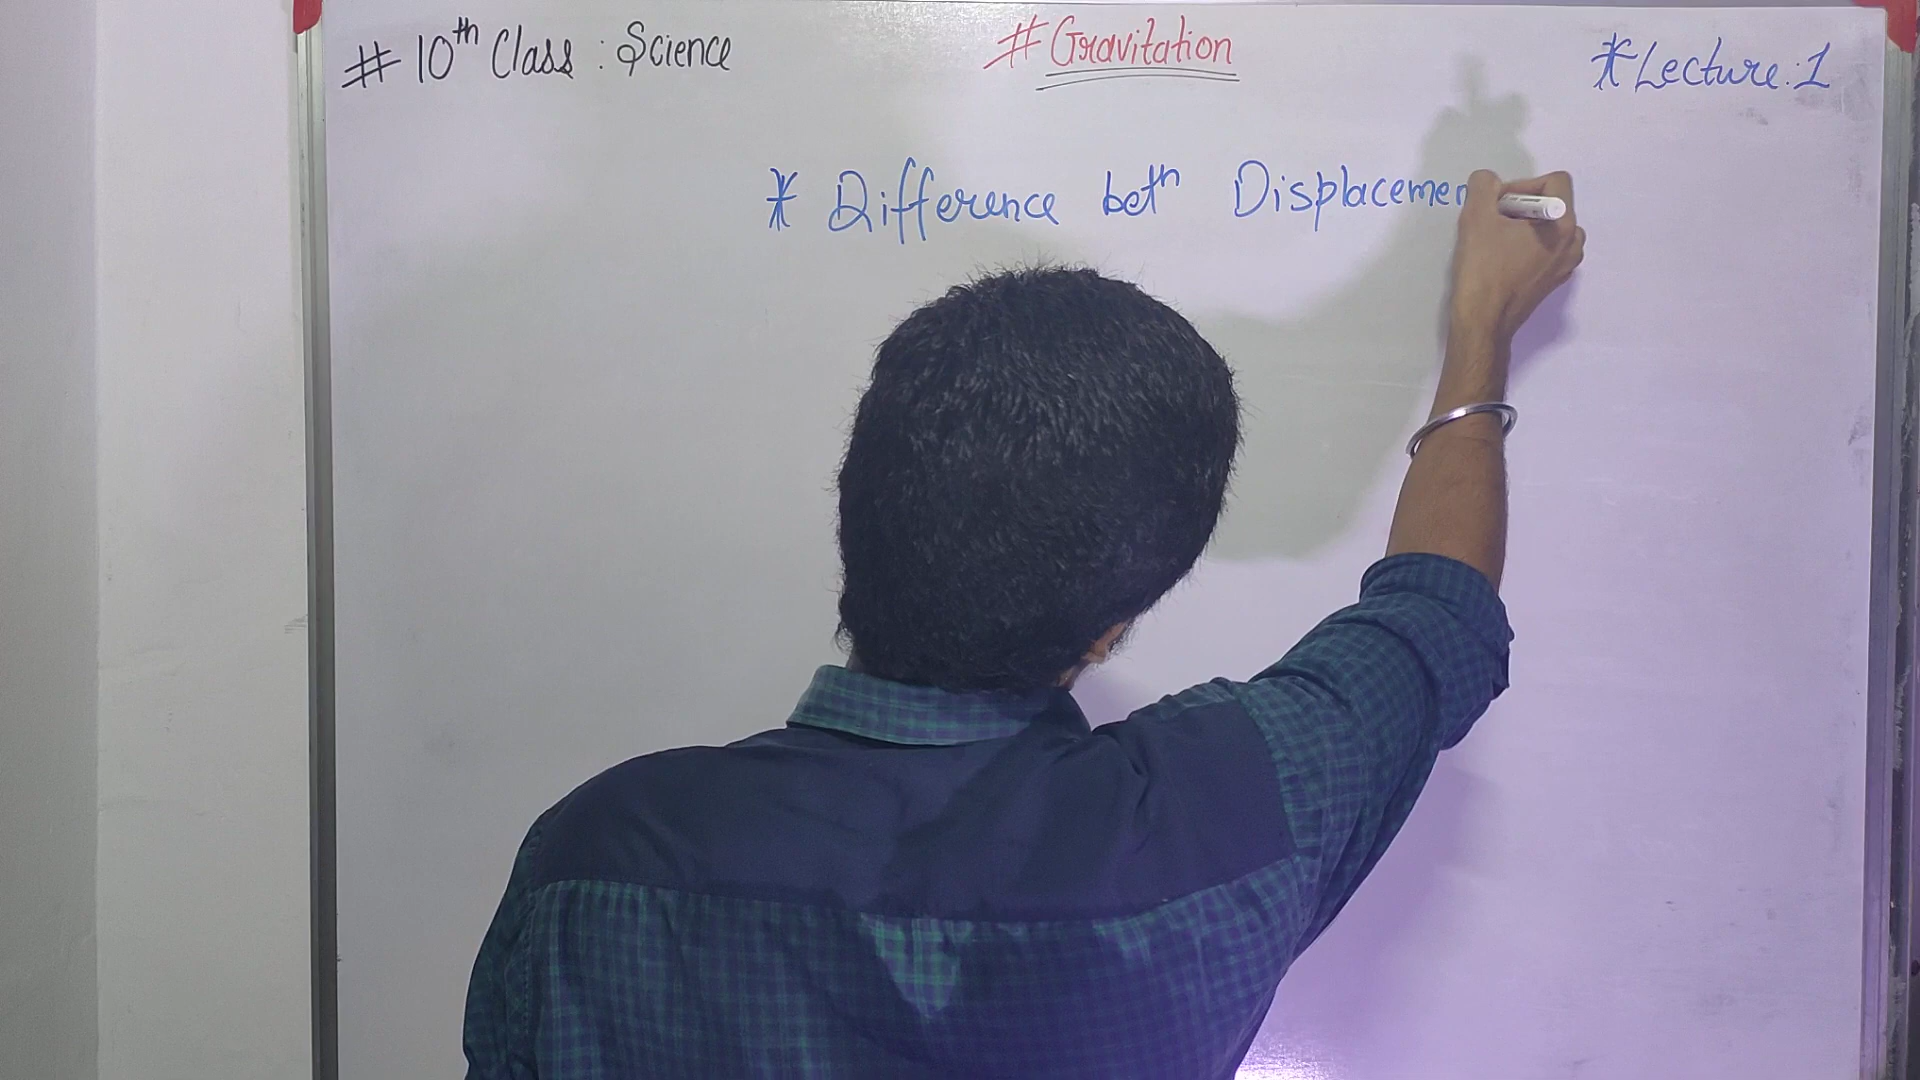 # 10th Class : Science
# Gravitation
* Lecture : 1
* Difference betn Displacemen